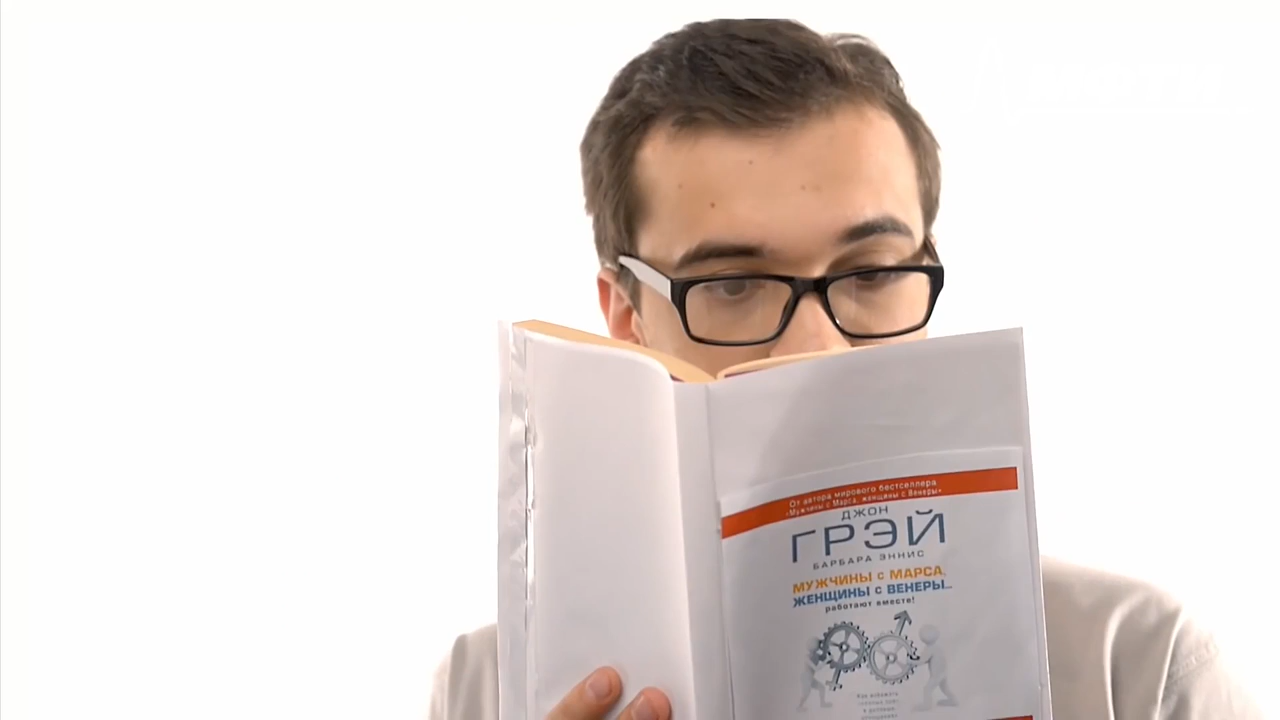 От автора мирового бестселлера
«Мужчины с Марса, женщины с Венеры»
ДЖОН
ГРЭЙ
БАРБАРА ЭННИС
МУЖЧИНЫ с МАРСА,
ЖЕНЩИНЫ с ВЕНЕРЫ...
работают вместе!